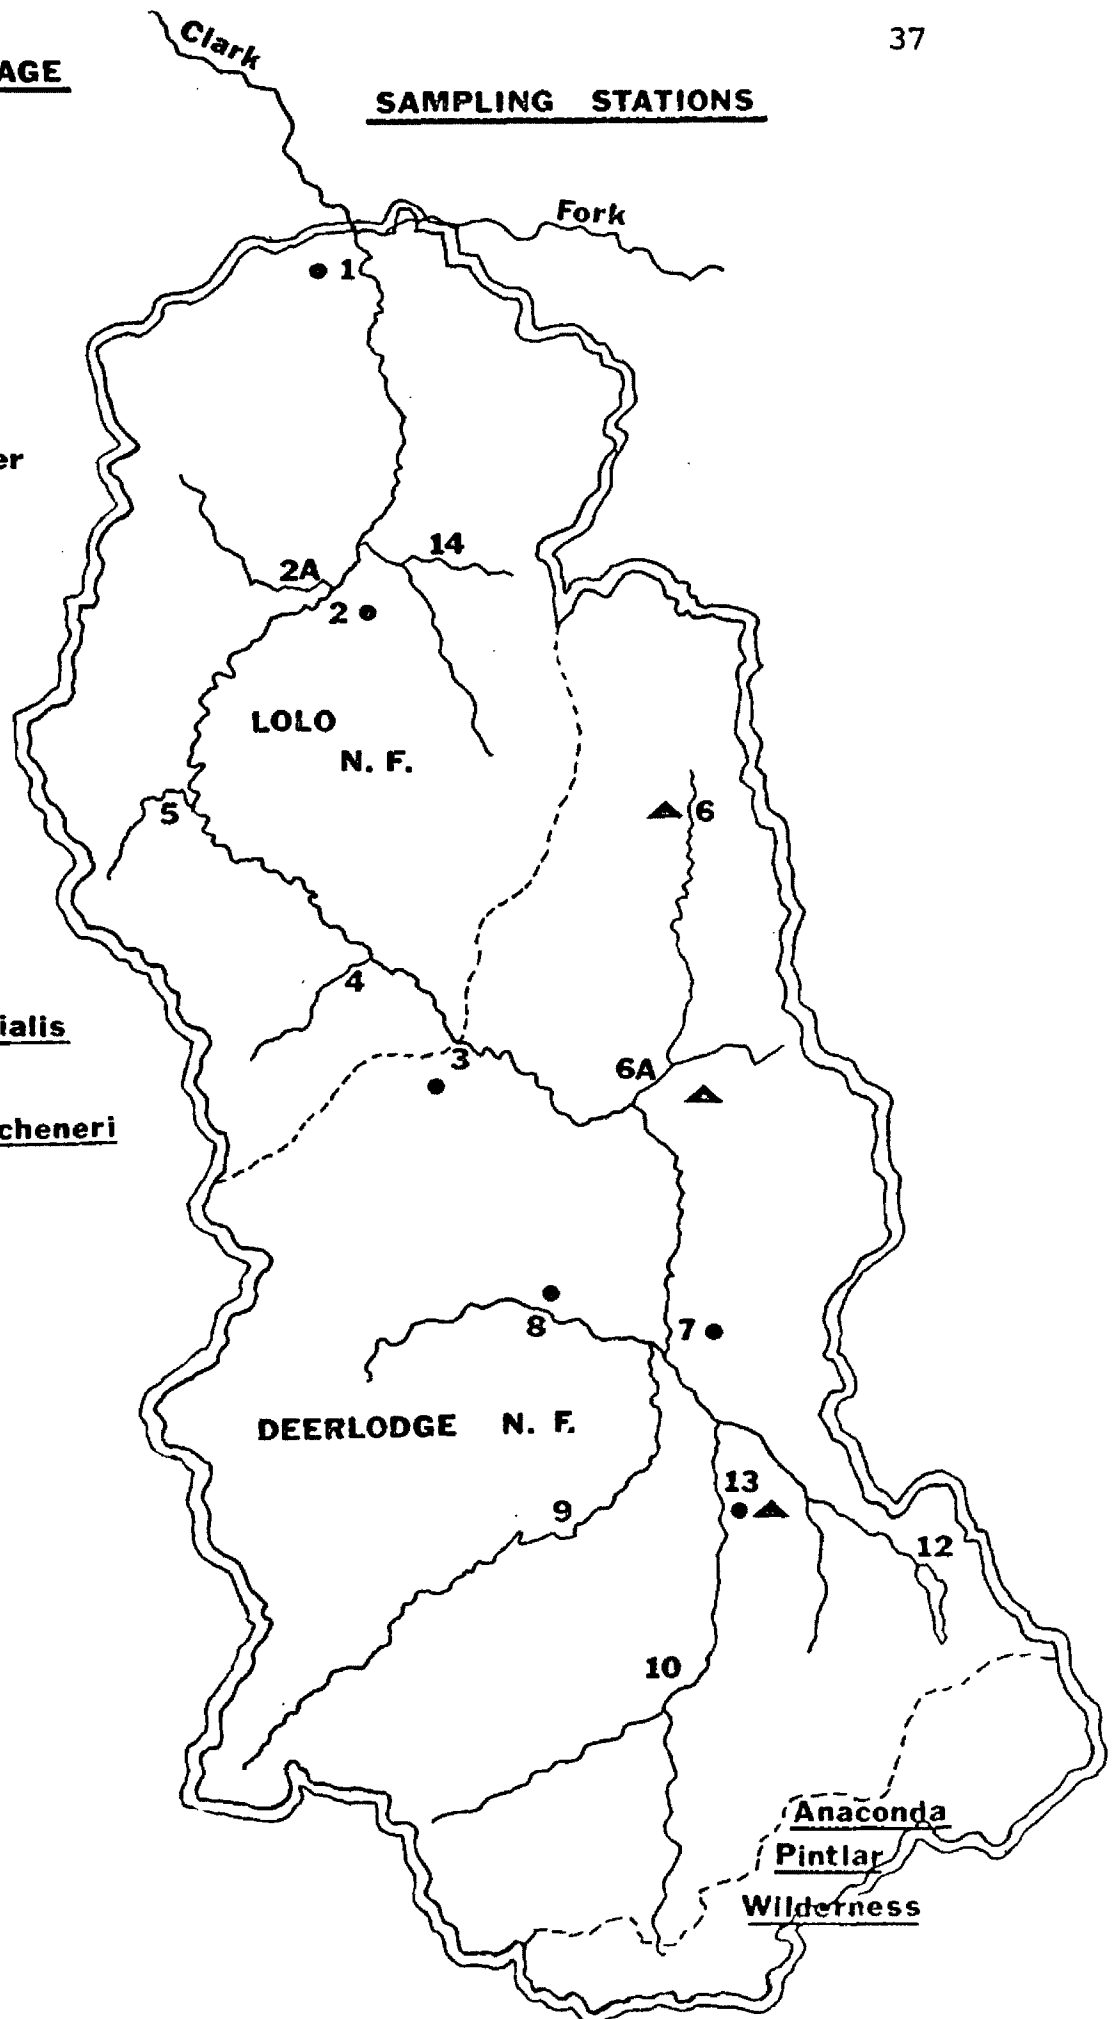 37
Clark
AGE
SAMPLING STATIONS
Fork
1
er
14
2A
2
LOLO
N. F.
5
6
4
ialis
3
6A
cheneri
8
7
DEERLODGE N. F.
13
9
12
10
Anaconda
Pintlar
Wilderness